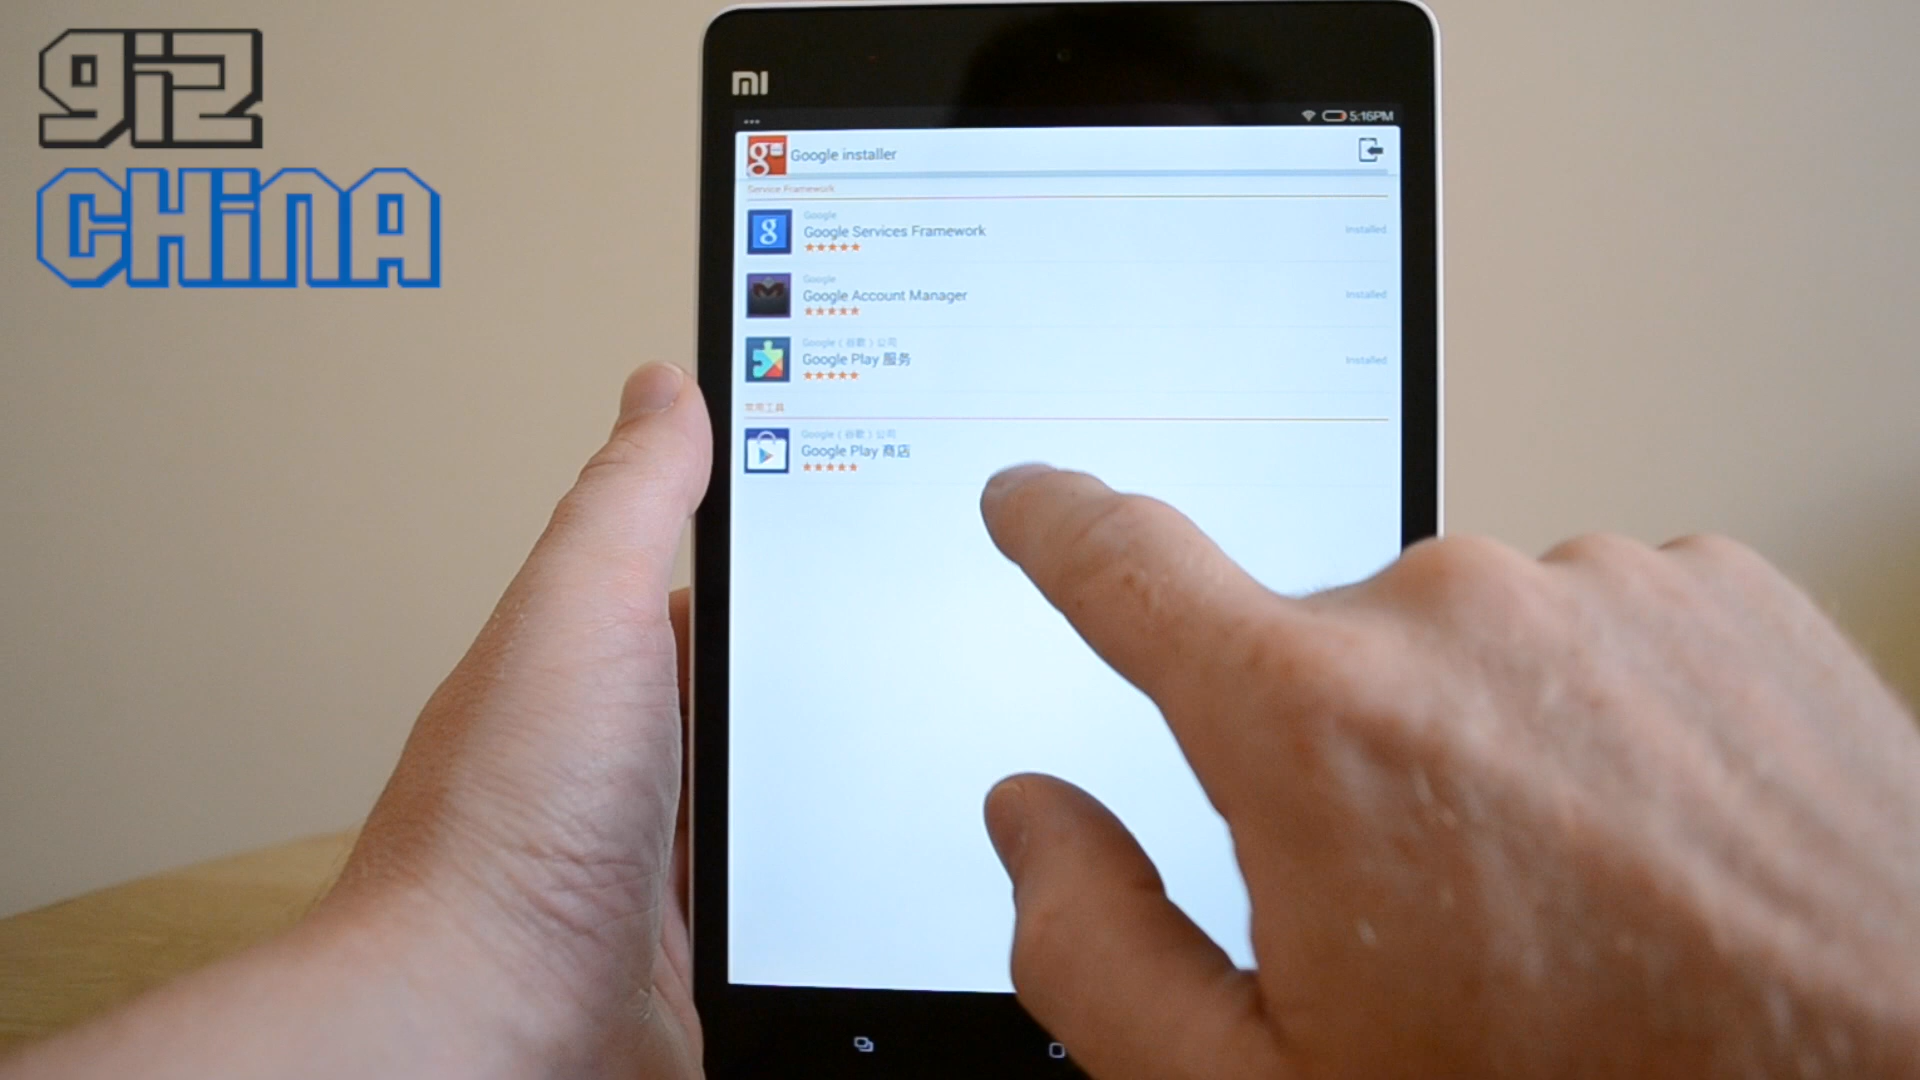 giz
CHiNA
mi
5:16PM
Google installer
Service Framework
Google
Google Services Framework
Installed
Google
Google Account Manager
Installed
Google（谷歌）公司
Google Play 服务
Installed
常用工具
Google（谷歌）公司
Google Play 商店